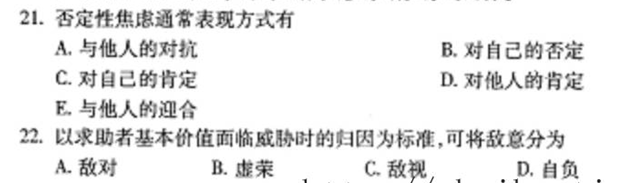 21. 否定性焦虑通常表现方式有
A. 与他人的对抗 B. 对自己的否定
C. 对自己的肯定 D. 对他人的肯定
E. 与他人的迎合
22. 以求助者基本价值面临威胁时的归因为标准,可将敌意分为
A. 敌对 B. 虚荣 C. 敌视 D. 自负